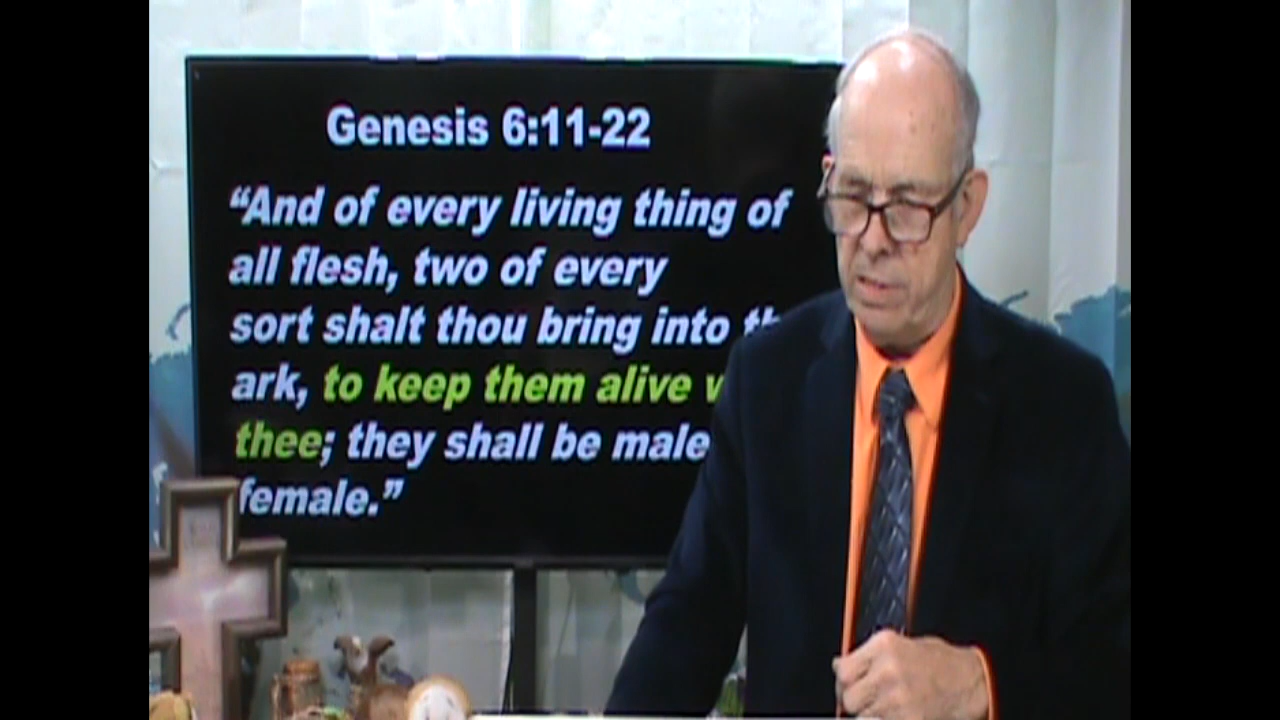 Genesis 6:11-22
“And of every living thing of
all flesh, two of every
sort shalt thou bring into
ark, to keep them alive
thee; they shall be male
female.”